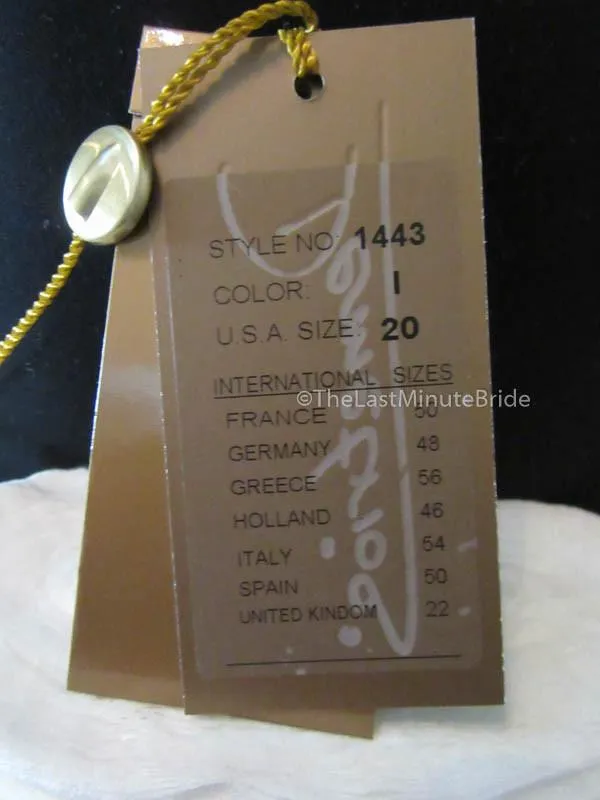 STYLE NO: 1443
COLOR: I
U.S.A. SIZE: 20
INTERNATIONAL SIZES
©TheLastMinuteBride
FRANCE 50
GERMANY 48
GREECE 56
HOLLAND 46
ITALY 54
SPAIN 50
UNITED KINDOM 22